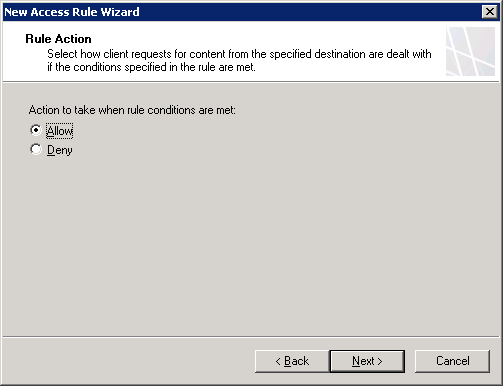 New Access Rule Wizard
Rule Action
Select how client requests for content from the specified destination are dealt with
if the conditions specified in the rule are met.
Action to take when rule conditions are met:
Allow
Deny
< Back
Next >
Cancel